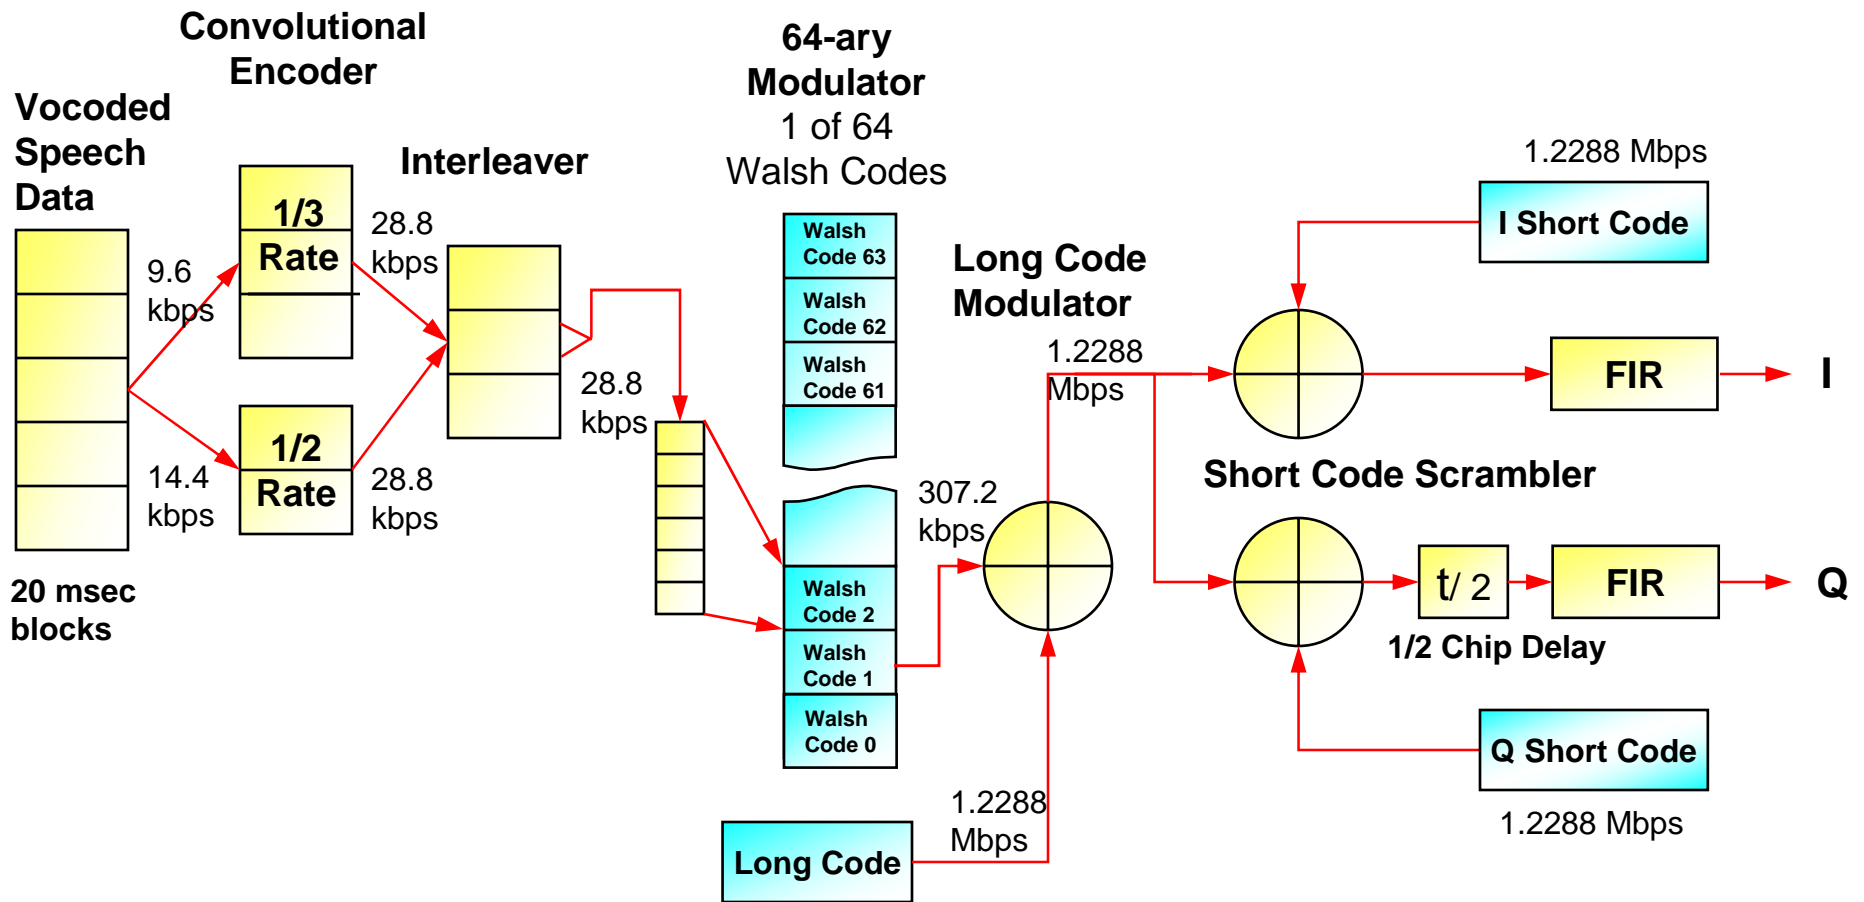 Convolutional
Encoder
64-ary
Modulator
1 of 64
Walsh Codes
Vocoded
Speech
Data
Interleaver
1.2288 Mbps
I Short Code
1/3
Rate
28.8
kbps
9.6
kbps
Walsh
Code 63
Walsh
Code 62
Walsh
Code 61
Long Code
Modulator
1.2288
Mbps
FIR
I
28.8
kbps
1/2
Rate
14.4
kbps
28.8
kbps
Short Code Scrambler
307.2
kbps
20 msec
blocks
Walsh
Code 2
Walsh
Code 1
Walsh
Code 0
t/ 2
FIR
Q
1/2 Chip Delay
Q Short Code
1.2288 Mbps
1.2288
Mbps
Long Code